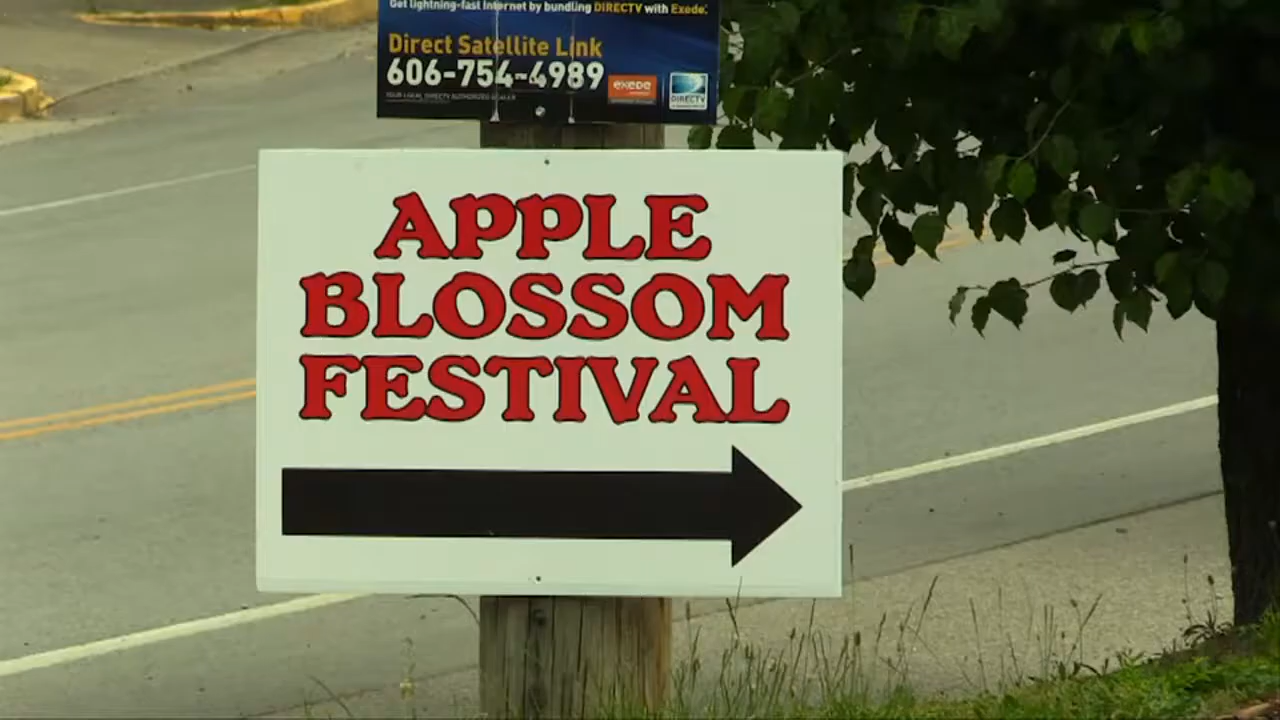 Get lightning-fast Internet by bundling DIRECTV with Exede.
Direct Satellite Link
606-754-4989
YOUR LOCAL DIRECTV AUTHORIZED DEALER
exede
DIRECTV
APPLE
BLOSSOM
FESTIVAL